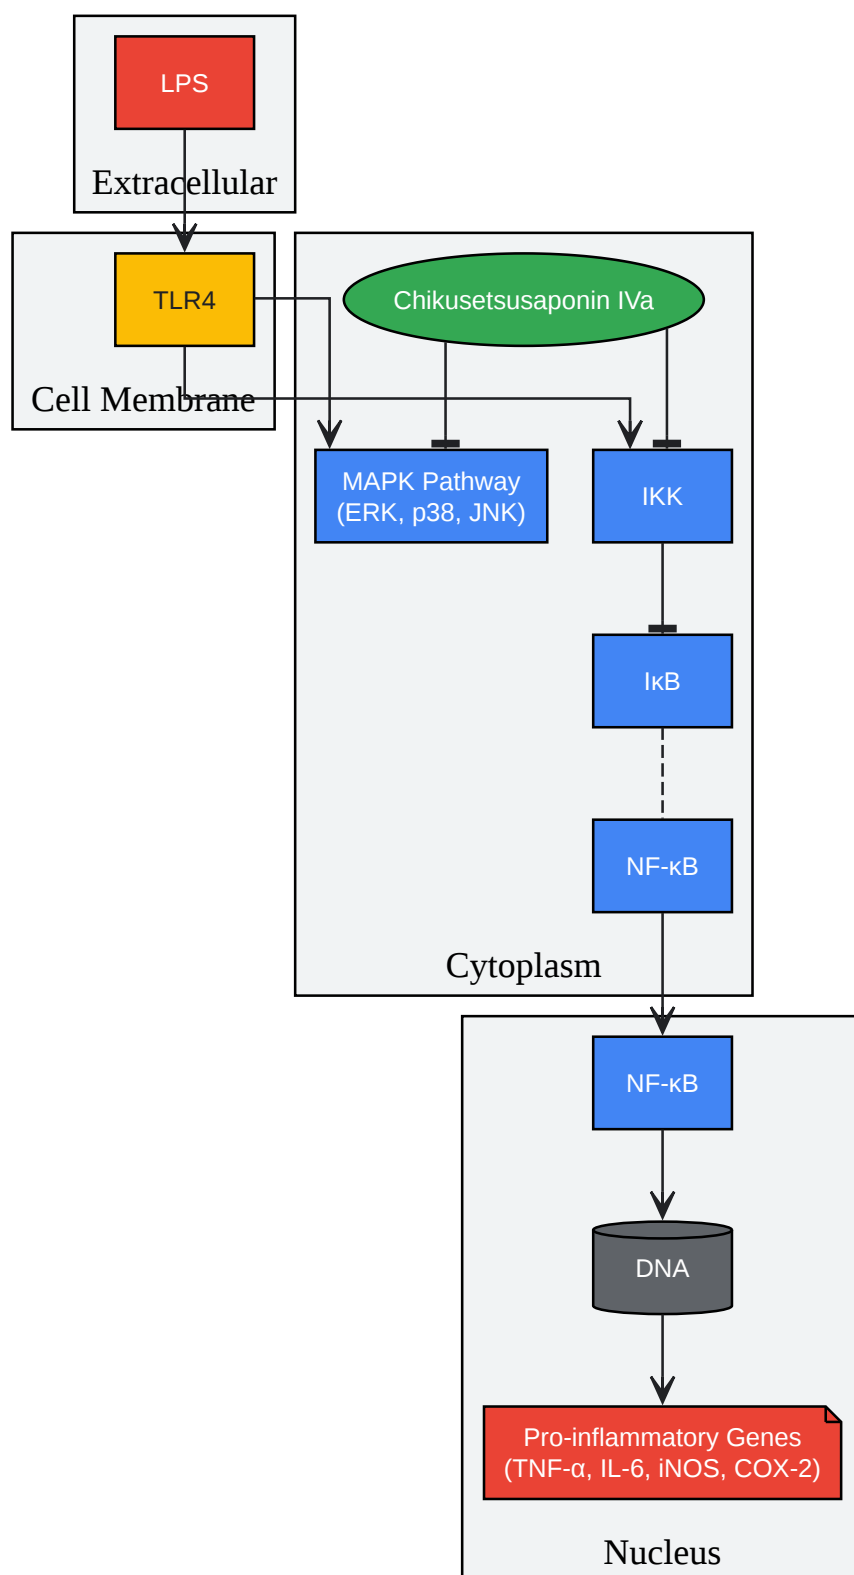 LPS
Extracellular
TLR4
Cell Membrane
Chikusetsusaponin IVa
MAPK Pathway
(ERK, p38, JNK)
IKK
IκB
NF-κB
Cytoplasm
NF-κB
DNA
Pro-inflammatory Genes
(TNF-α, IL-6, iNOS, COX-2)
Nucleus